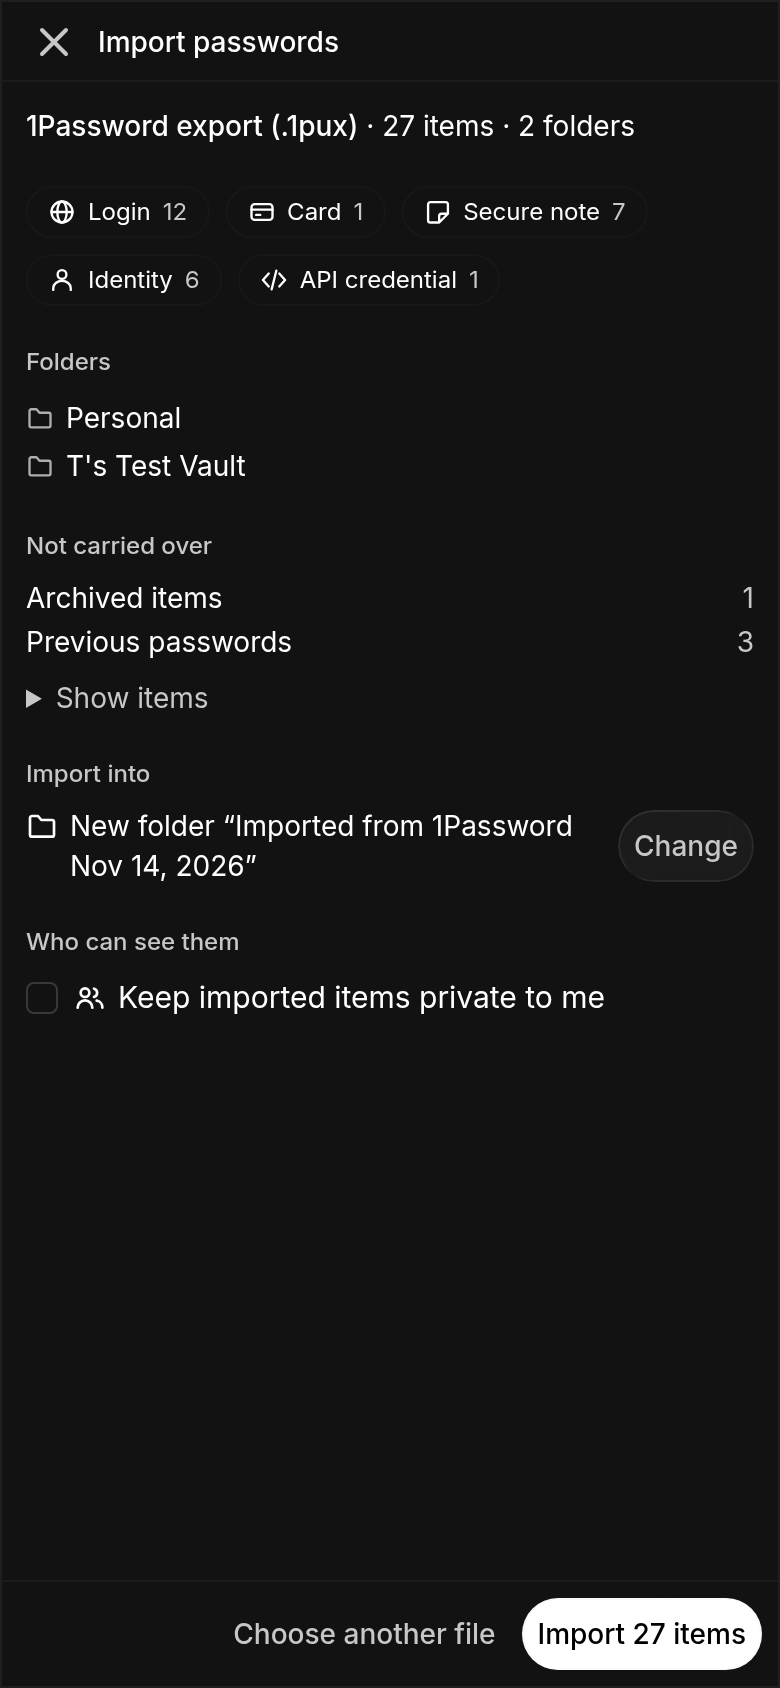 Import passwords
1Password export (.1pux) · 27 items · 2 folders
Login 12 Card 1 Secure note 7
Identity 6 API credential 1
Folders
Personal
T's Test Vault
Not carried over
Archived items 1
Previous passwords 3
Show items
Import into
New folder “Imported from 1Password
Nov 14, 2026”
Change
Who can see them
Keep imported items private to me
Choose another file Import 27 items